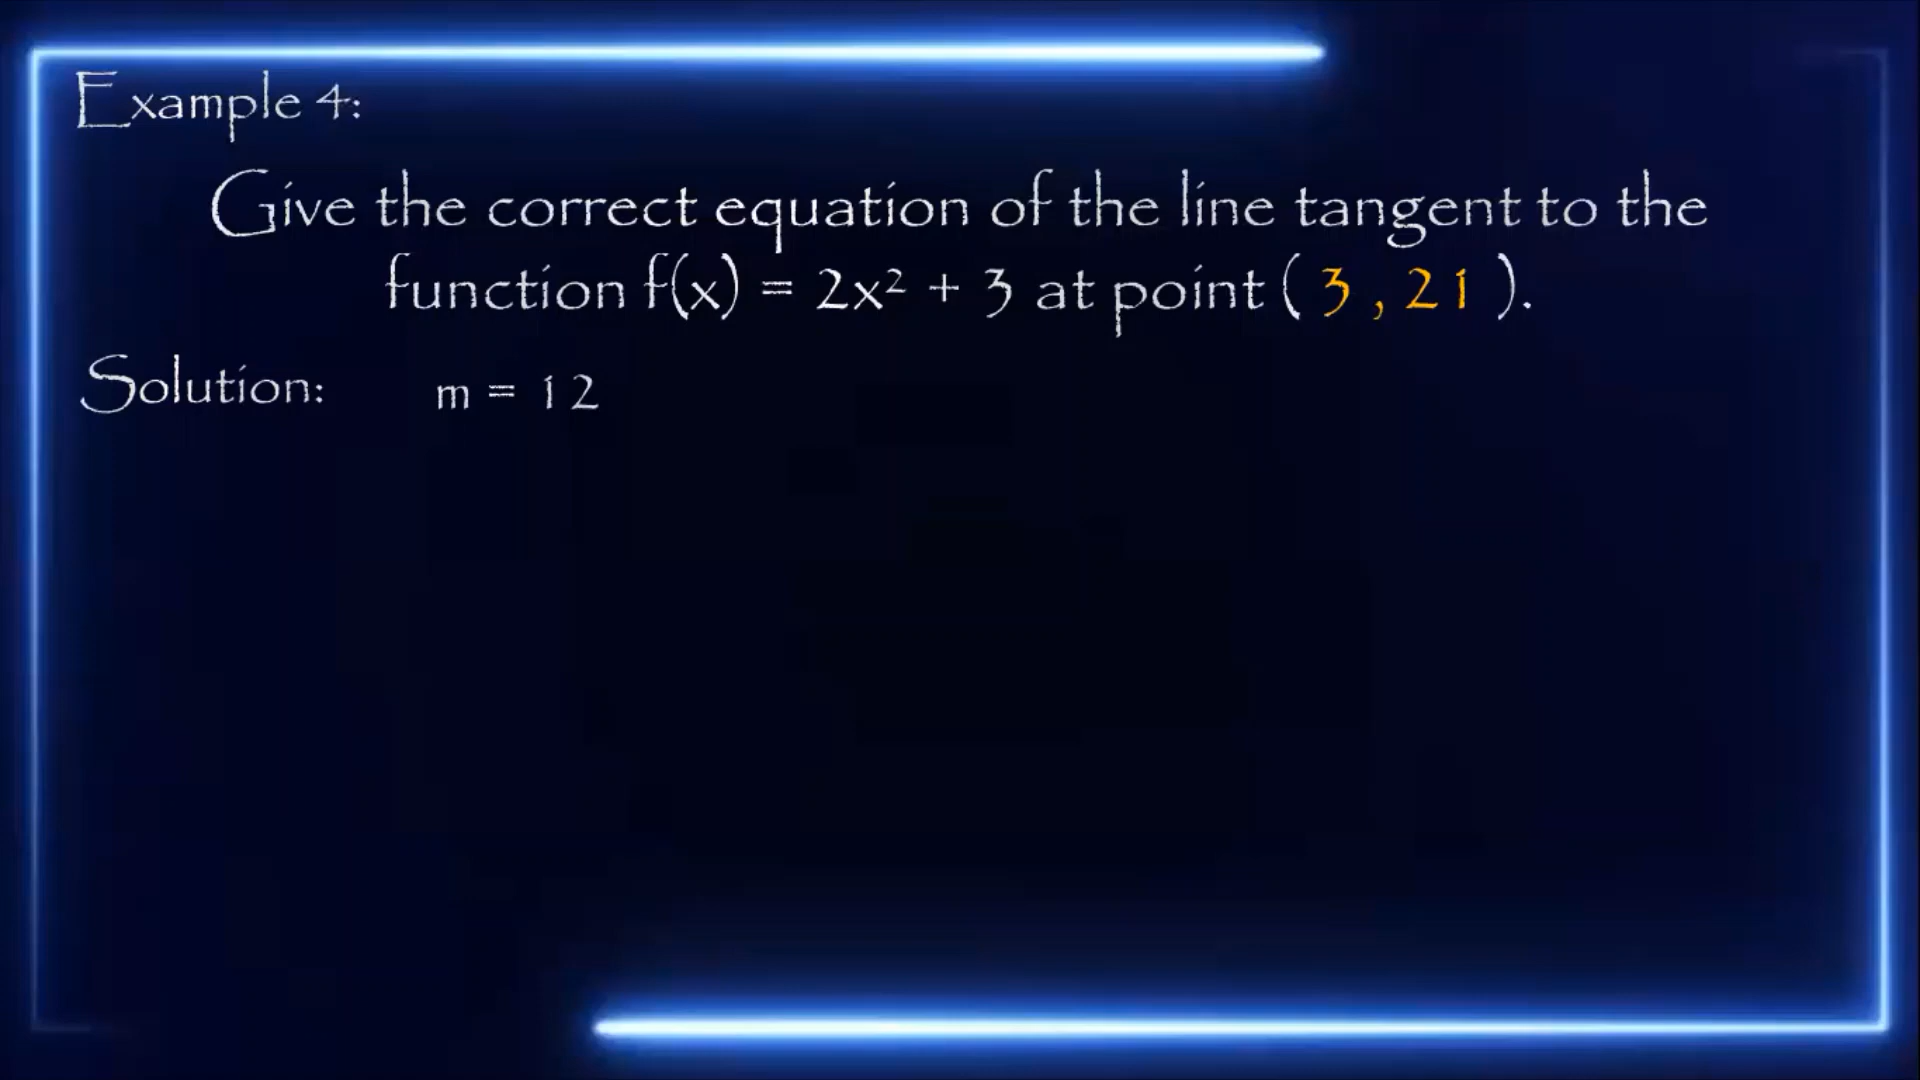 Example 4:
Give the correct equation of the line tangent to the
function f(x) = 2x² + 3 at point ( 3 , 21 ).
Solution: m = 12